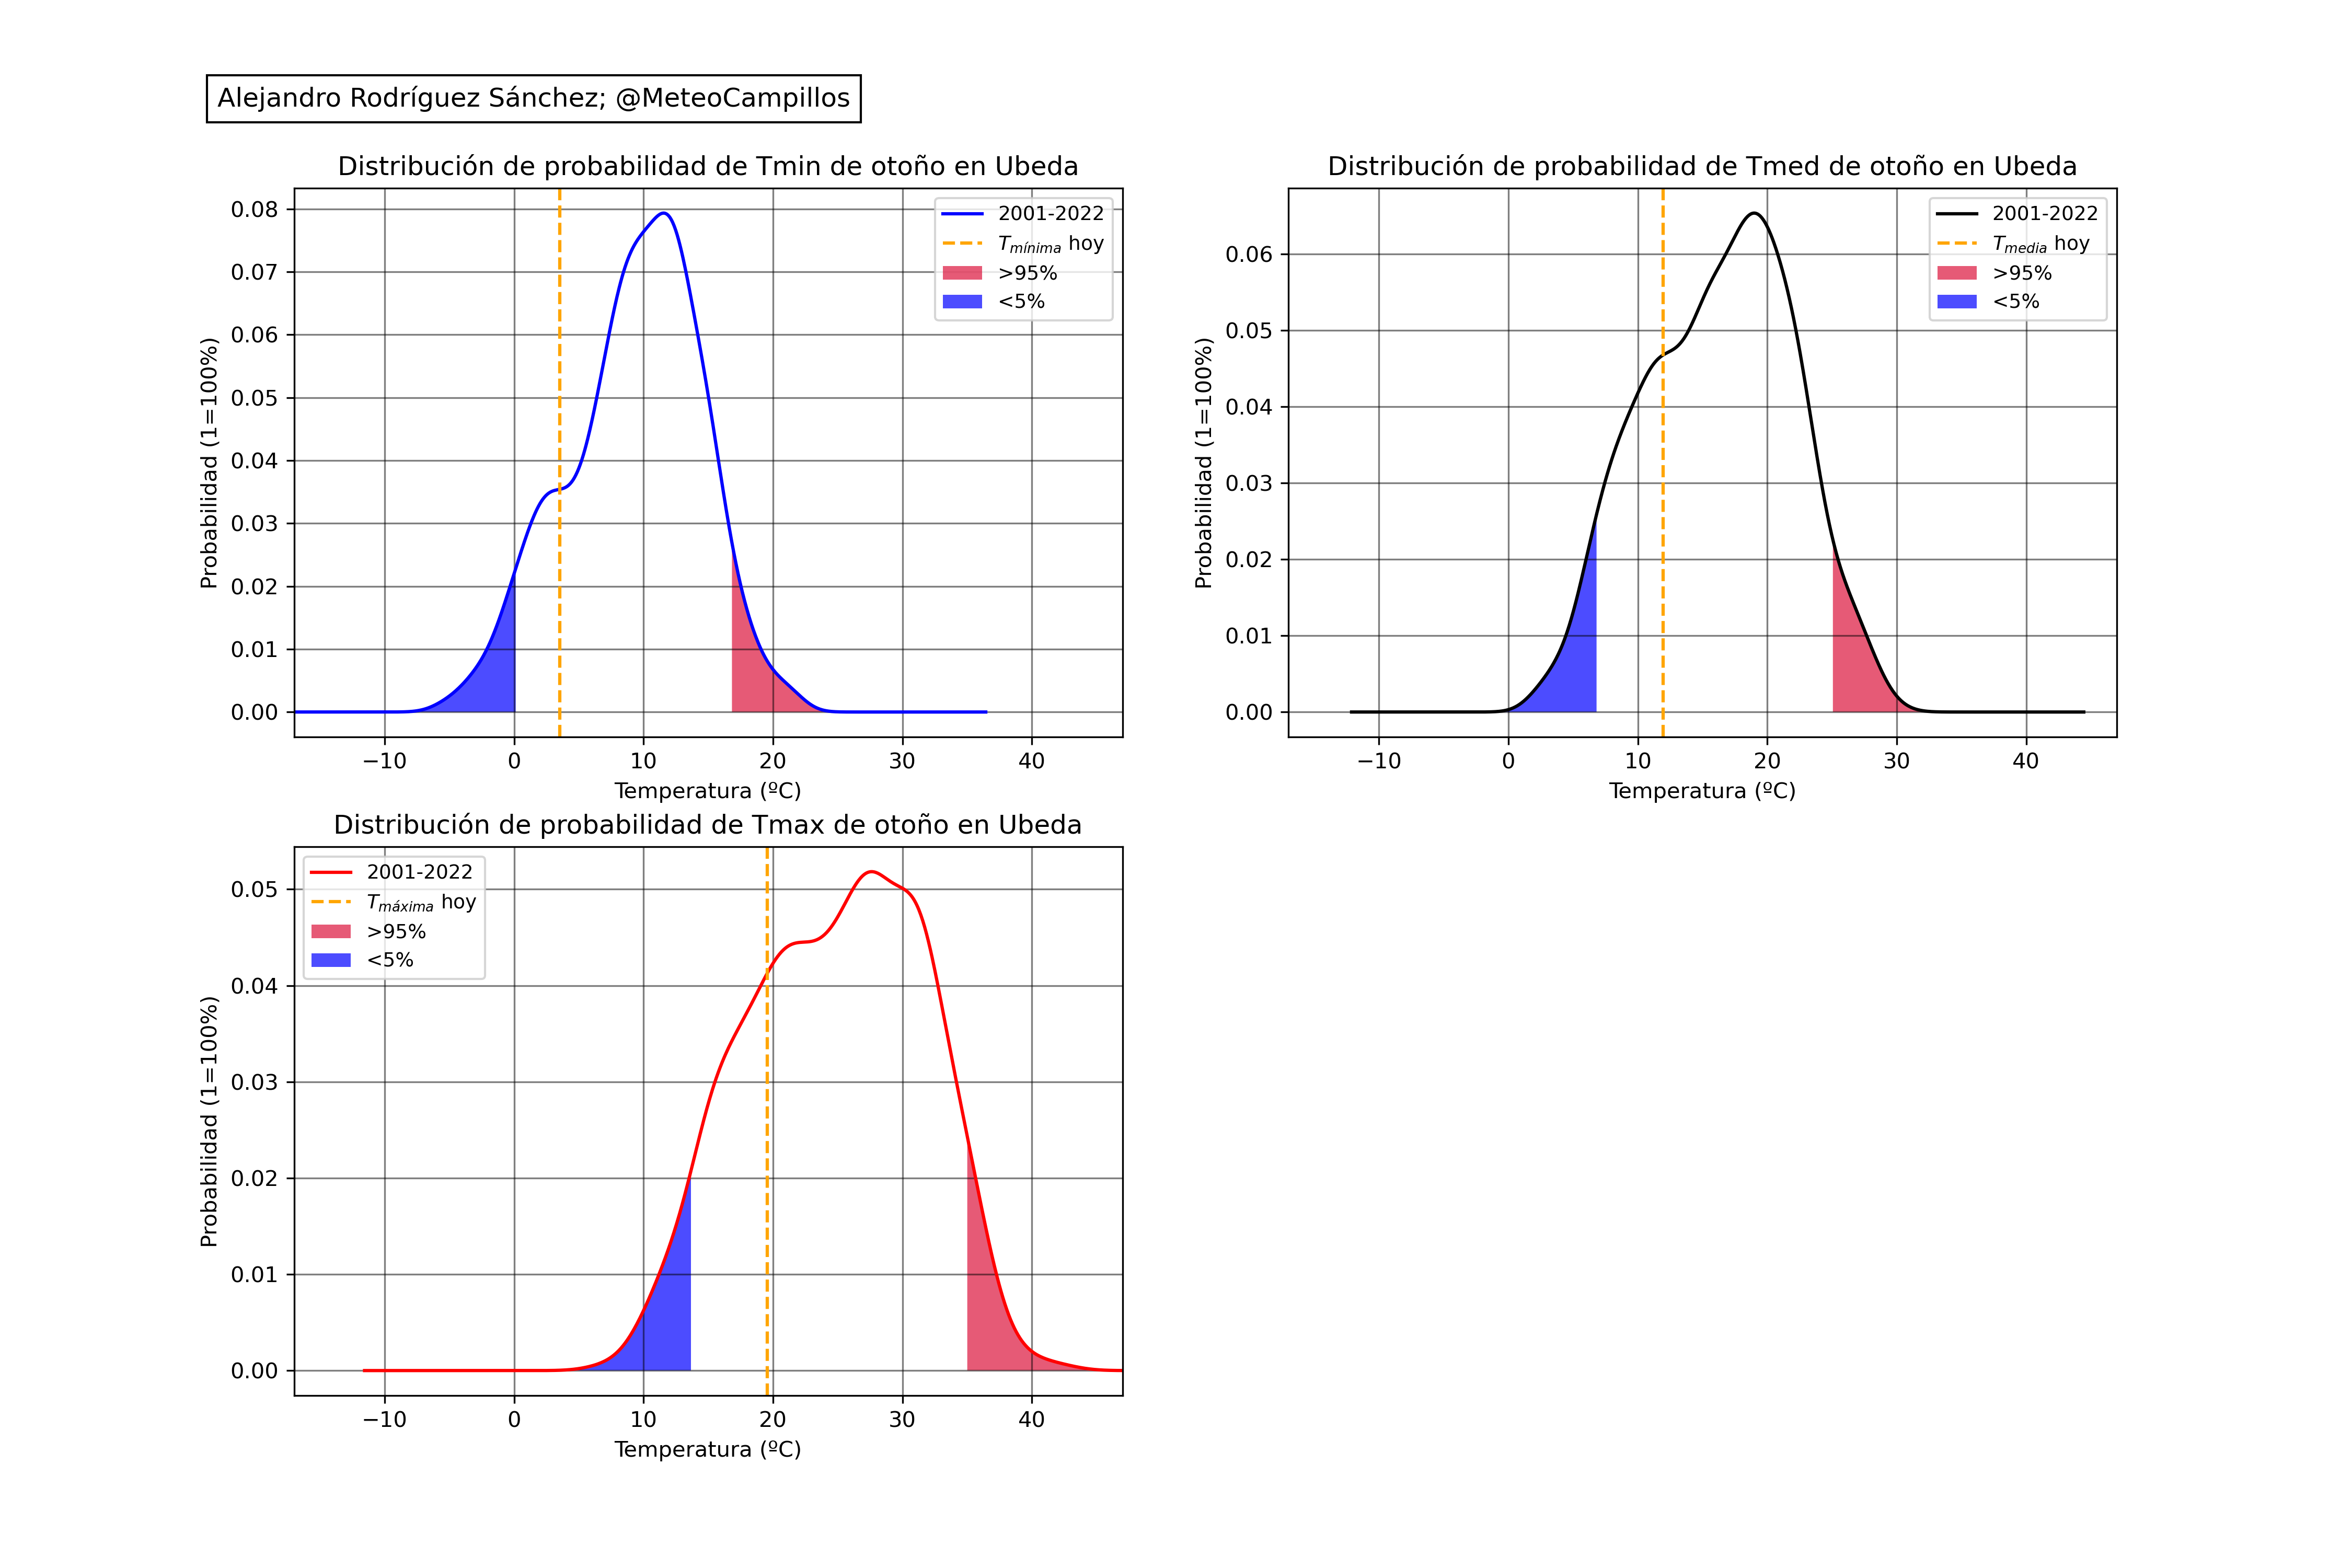 Alejandro Rodríguez Sánchez; @MeteoCampillos
Distribución de probabilidad de Tmin de otoño en Ubeda
Probabilidad (1=100%)
0.08
0.07
0.06
0.05
0.04
0.03
0.02
0.01
0.00
2001-2022
Tmínima hoy
>95%
<5%
−10 0 10 20 30 40
Temperatura (ºC)
Distribución de probabilidad de Tmed de otoño en Ubeda
Probabilidad (1=100%)
0.06
0.05
0.04
0.03
0.02
0.01
0.00
2001-2022
Tmedia hoy
>95%
<5%
−10 0 10 20 30 40
Temperatura (ºC)
Distribución de probabilidad de Tmax de otoño en Ubeda
Probabilidad (1=100%)
0.05
0.04
0.03
0.02
0.01
0.00
2001-2022
Tmáxima hoy
>95%
<5%
−10 0 10 20 30 40
Temperatura (ºC)